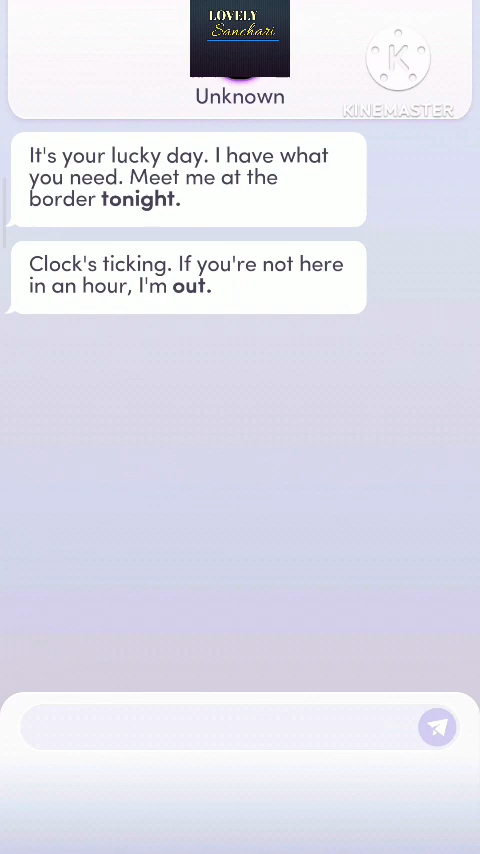 LOVELY
Sanchari
Unknown
K
KINEMASTER
It's your lucky day. I have what
you need. Meet me at the
border tonight.
Clock's ticking. If you're not here
in an hour, I'm out.